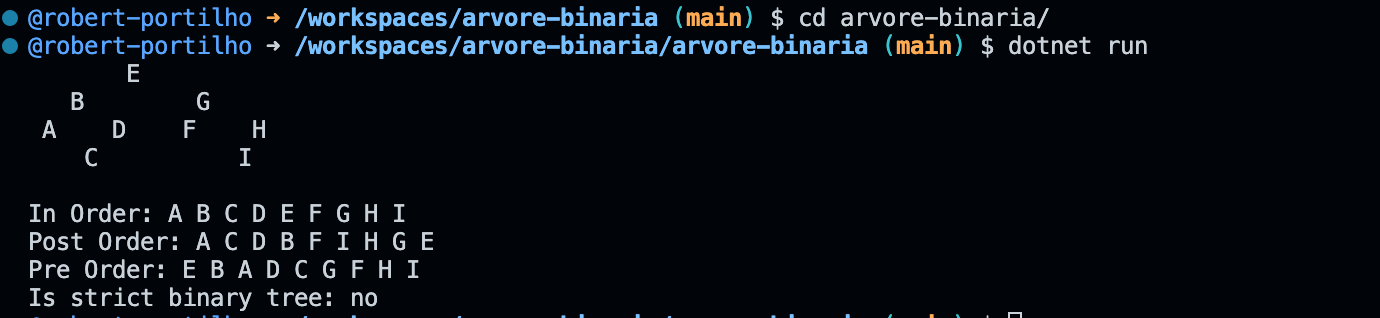 @robert-portilho ➜ /workspaces/arvore-binaria (main) $ cd arvore-binaria/
@robert-portilho ➜ /workspaces/arvore-binaria/arvore-binaria (main) $ dotnet run
E
B G
A D F H
C I
In Order: A B C D E F G H I
Post Order: A C D B F I H G E
Pre Order: E B A D C G F H I
Is strict binary tree: no